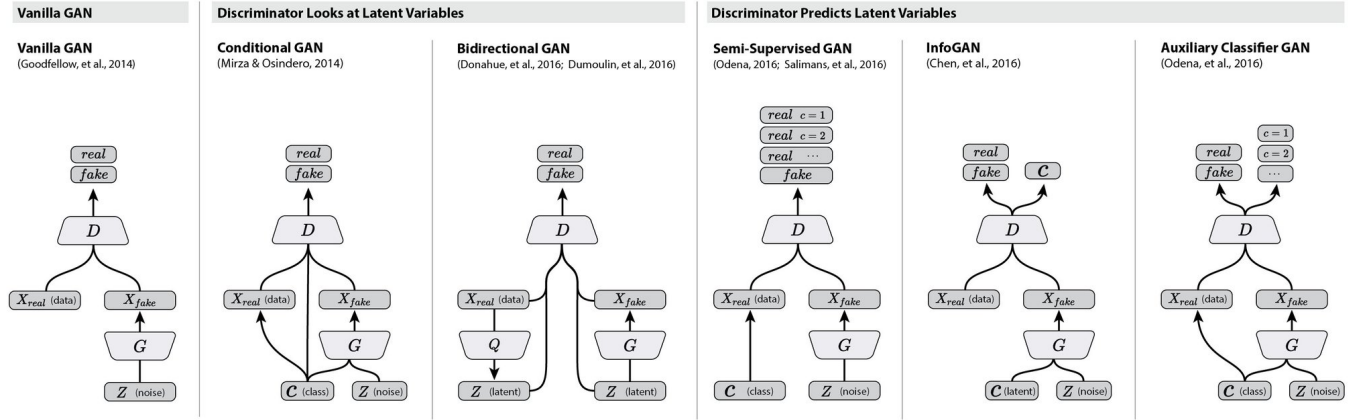 Vanilla GAN
Discriminator Looks at Latent Variables
Discriminator Predicts Latent Variables
Vanilla GAN
(Goodfellow, et al., 2014)
real
fake
D
X_real (data)
X_fake
G
Z (noise)
Conditional GAN
(Mirza & Osindero, 2014)
real
fake
D
X_real (data)
X_fake
G
C (class)
Z (noise)
Bidirectional GAN
(Donahue, et al., 2016; Dumoulin, et al., 2016)
real
fake
D
X_real (data)
X_fake
Q
G
Z (latent)
Z (latent)
Semi-Supervised GAN
(Odena, 2016; Salimans, et al., 2016)
real c = 1
real c = 2
real ...
fake
D
X_real (data)
X_fake
G
C (class)
Z (noise)
InfoGAN
(Chen, et al., 2016)
real
fake
C
D
X_real (data)
X_fake
G
C (latent)
Z (noise)
Auxiliary Classifier GAN
(Odena, et al., 2016)
real
fake
c = 1
c = 2
...
D
X_real (data)
X_fake
G
C (class)
Z (noise)